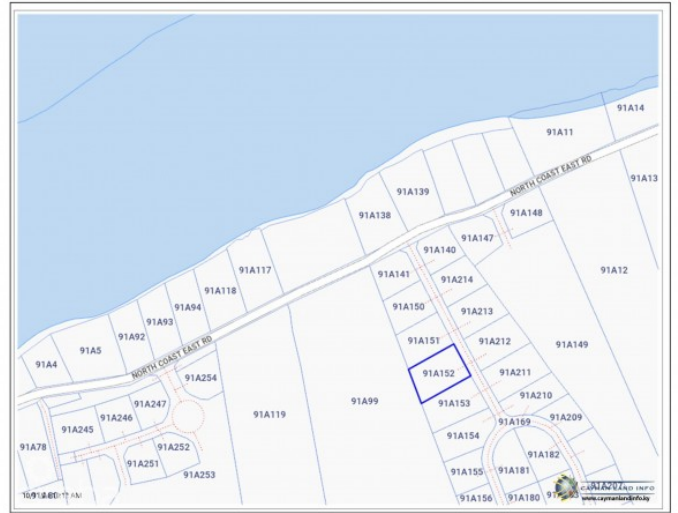 91A14
91A11
NORTH COAST EAST RD
91A13
91A139
91A138
91A148
91A147
91A140
91A117
91A141
91A214
91A12
91A118
91A150
91A213
91A94
91A93
91A92
91A151
91A212
91A149
91A5
NORTH COAST EAST RD
91A4
91A152
91A211
91A254
91A210
91A247
91A99
91A153
91A246
91A119
91A209
91A245
91A169
91A154
91A78
91A252
91A182
91A251
91A155
91A181
91A253
91A156
91A180
CAYMAN LAND INFO
www.caymanlandinfo.ky